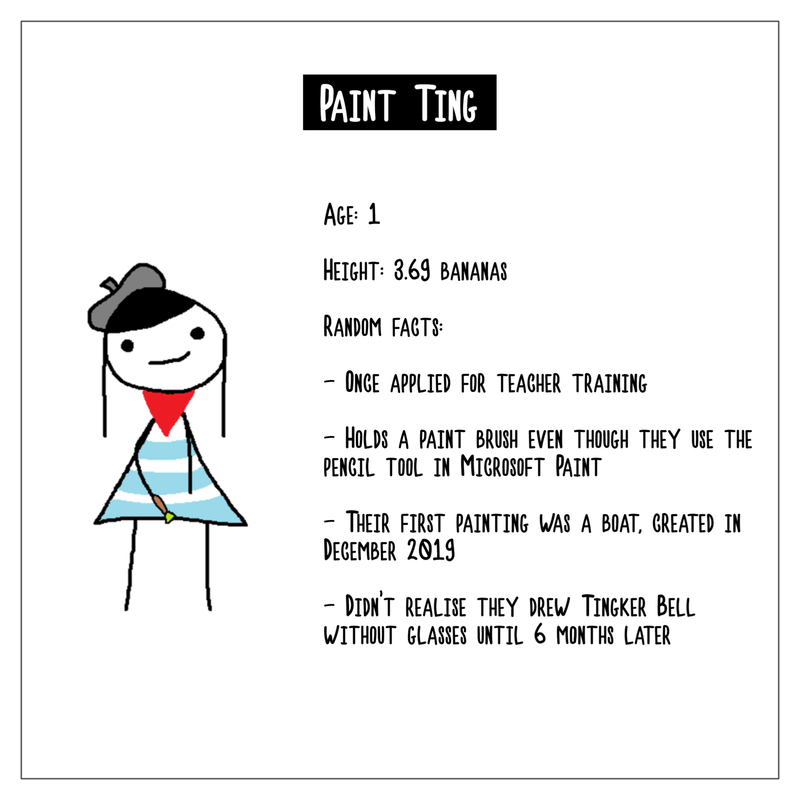 Paint Ting
Age: 1
Height: 3.69 bananas
Random facts:
- Once applied for teacher training
- Holds a paint brush even though they use the
pencil tool in Microsoft Paint
- Their first painting was a boat, created in
December 2019
- Didn't realise they drew Tingker Bell
without glasses until 6 months later